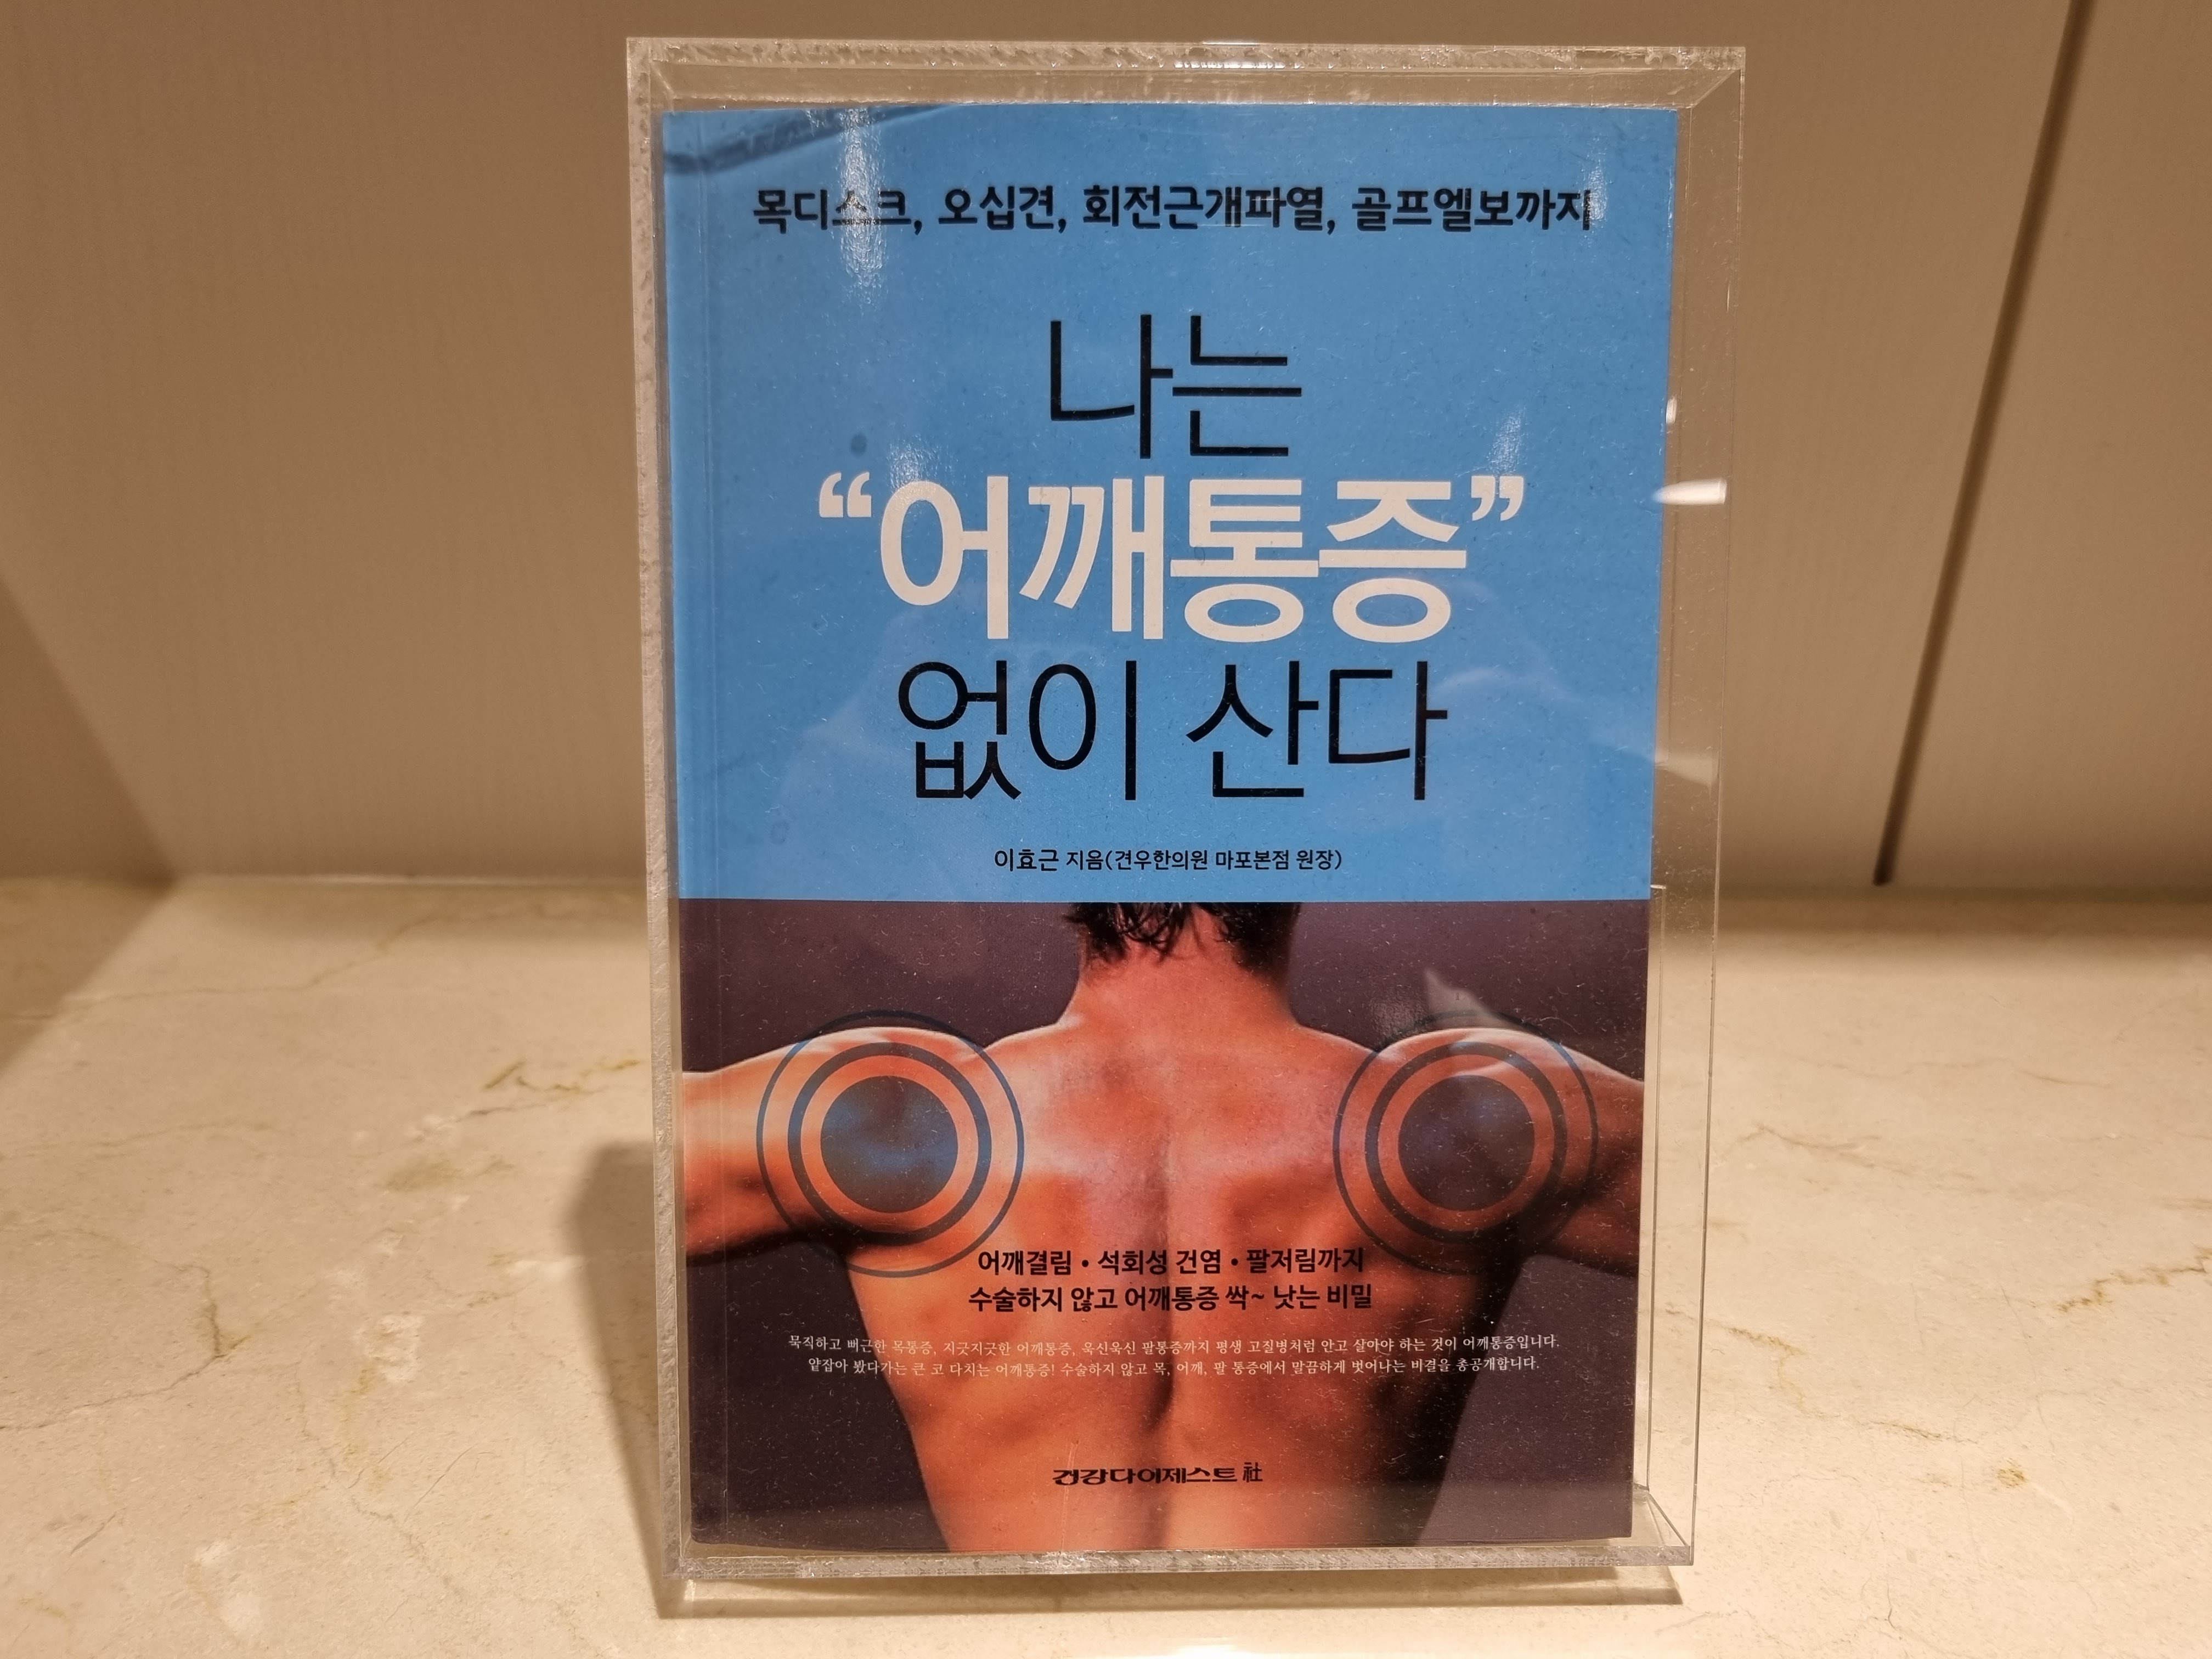 목디스크, 오십견, 회전근개파열, 골프엘보까지
나는
“어깨통증”
없이 산다
이효근 지음(견우한의원 마포본점 원장)
어깨결림 • 석회성 건염 • 팔저림까지
수술하지 않고 어깨통증 싹~ 낫는 비밀
묵직하고 뻐근한 목통증, 지긋지긋한 어깨통증, 욱신욱신 팔통증까지 평생 고질병처럼 안고 살아야 하는 것이 어깨통증입니다.
얕잡아 봤다가는 큰 코 다치는 어깨통증! 수술하지 않고 목, 어깨, 팔 통증에서 말끔하게 벗어나는 비결을 총공개합니다.
건강다이제스트社